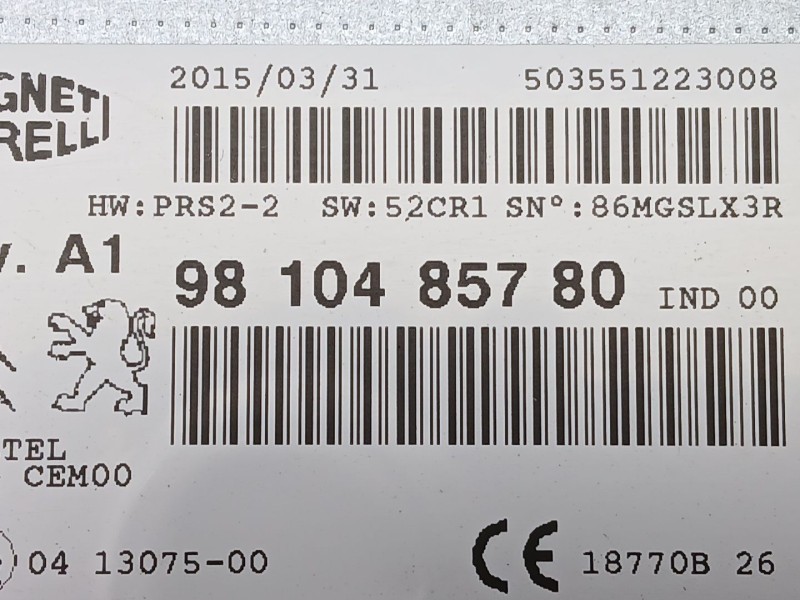 2015/03/31 503551223008
GNETI
RELLI
HW:PRS2-2 SW:52CR1 SN°:86MGSLX3R
v. A1
98 104 857 80 IND 00
TEL
CEM00
04 13075-00
CE 18770B 26